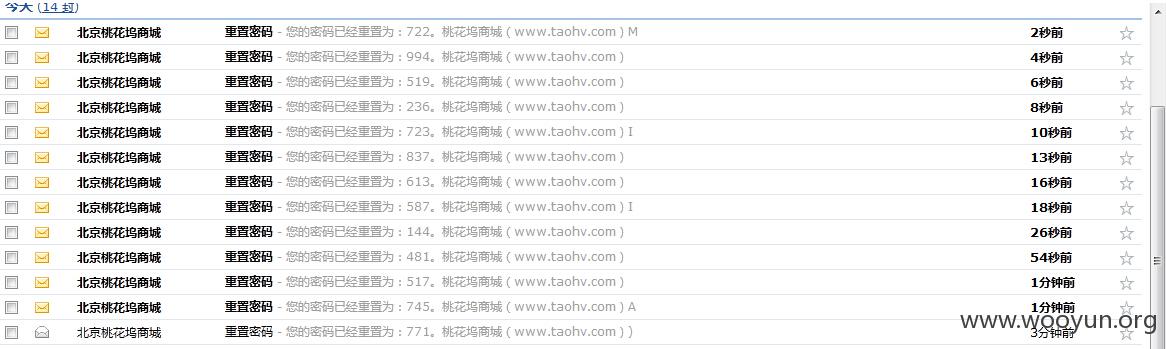 今天 (14 封)
北京桃花坞商城 重置密码 - 您的密码已经重置为：722。桃花坞商城（www.taohv.com）M 2秒前
北京桃花坞商城 重置密码 - 您的密码已经重置为：994。桃花坞商城（www.taohv.com） 4秒前
北京桃花坞商城 重置密码 - 您的密码已经重置为：519。桃花坞商城（www.taohv.com） 6秒前
北京桃花坞商城 重置密码 - 您的密码已经重置为：236。桃花坞商城（www.taohv.com） 8秒前
北京桃花坞商城 重置密码 - 您的密码已经重置为：723。桃花坞商城（www.taohv.com）I 10秒前
北京桃花坞商城 重置密码 - 您的密码已经重置为：837。桃花坞商城（www.taohv.com） 13秒前
北京桃花坞商城 重置密码 - 您的密码已经重置为：613。桃花坞商城（www.taohv.com） 16秒前
北京桃花坞商城 重置密码 - 您的密码已经重置为：587。桃花坞商城（www.taohv.com）I 18秒前
北京桃花坞商城 重置密码 - 您的密码已经重置为：144。桃花坞商城（www.taohv.com） 26秒前
北京桃花坞商城 重置密码 - 您的密码已经重置为：481。桃花坞商城（www.taohv.com） 54秒前
北京桃花坞商城 重置密码 - 您的密码已经重置为：517。桃花坞商城（www.taohv.com） 1分钟前
北京桃花坞商城 重置密码 - 您的密码已经重置为：745。桃花坞商城（www.taohv.com）A 1分钟前
北京桃花坞商城 重置密码 - 您的密码已经重置为：771。桃花坞商城（www.taohv.com）) 3分钟前
www.wooyun.org